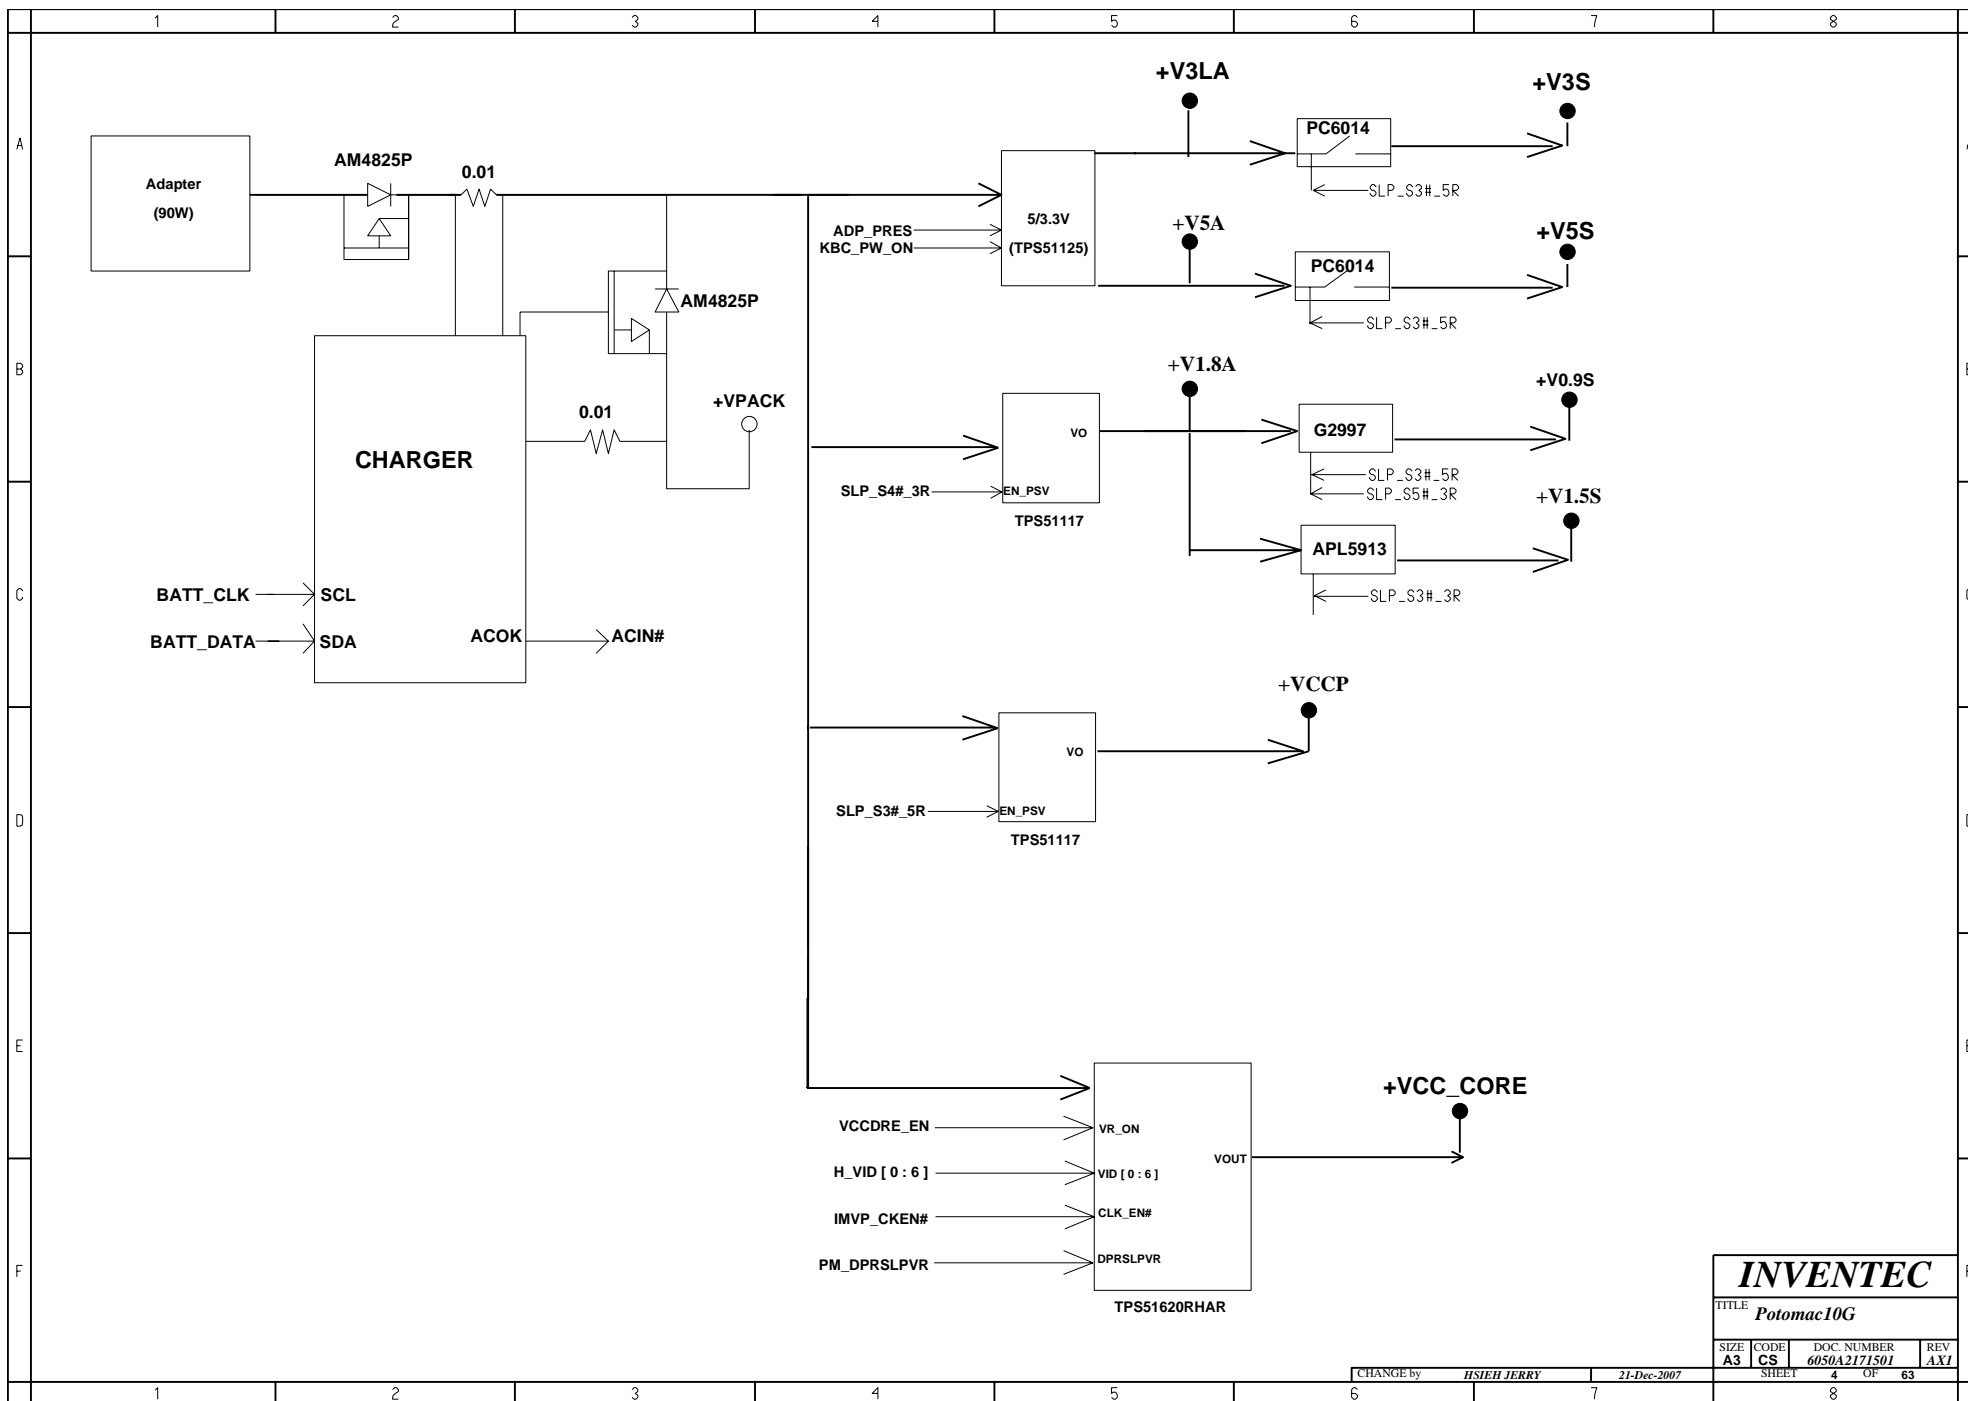 1 2 3 4 5 6 7 8
A
B
C
D
E
F
Adapter
(90W)
AM4825P
0.01
AM4825P
0.01
+VPACK
CHARGER
BATT_CLK
SCL
BATT_DATA
SDA
ACOK
ACIN#
ADP_PRES
KBC_PW_ON
5/3.3V
(TPS51125)
+V3LA
PC6014
SLP_S3#_5R
+V3S
+V5A
PC6014
SLP_S3#_5R
+V5S
SLP_S4#_3R
VO
EN_PSV
TPS51117
+V1.8A
G2997
SLP_S3#_5R
SLP_S5#_3R
+V0.9S
APL5913
SLP_S3#_3R
+V1.5S
SLP_S3#_5R
VO
EN_PSV
TPS51117
+VCCP
VCCDRE_EN
VR_ON
H_VID [ 0 : 6 ]
VID [ 0 : 6 ]
IMVP_CKEN#
CLK_EN#
PM_DPRSLPVR
DPRSLPVR
VOUT
TPS51620RHAR
+VCC_CORE
INVENTEC
TITLE Potomac10G
SIZE CODE DOC. NUMBER REV
A3 CS 6050A2171501 AX1
CHANGE by HSIEH JERRY 21-Dec-2007 SHEET 4 OF 63
1 2 3 4 5 6 7 8